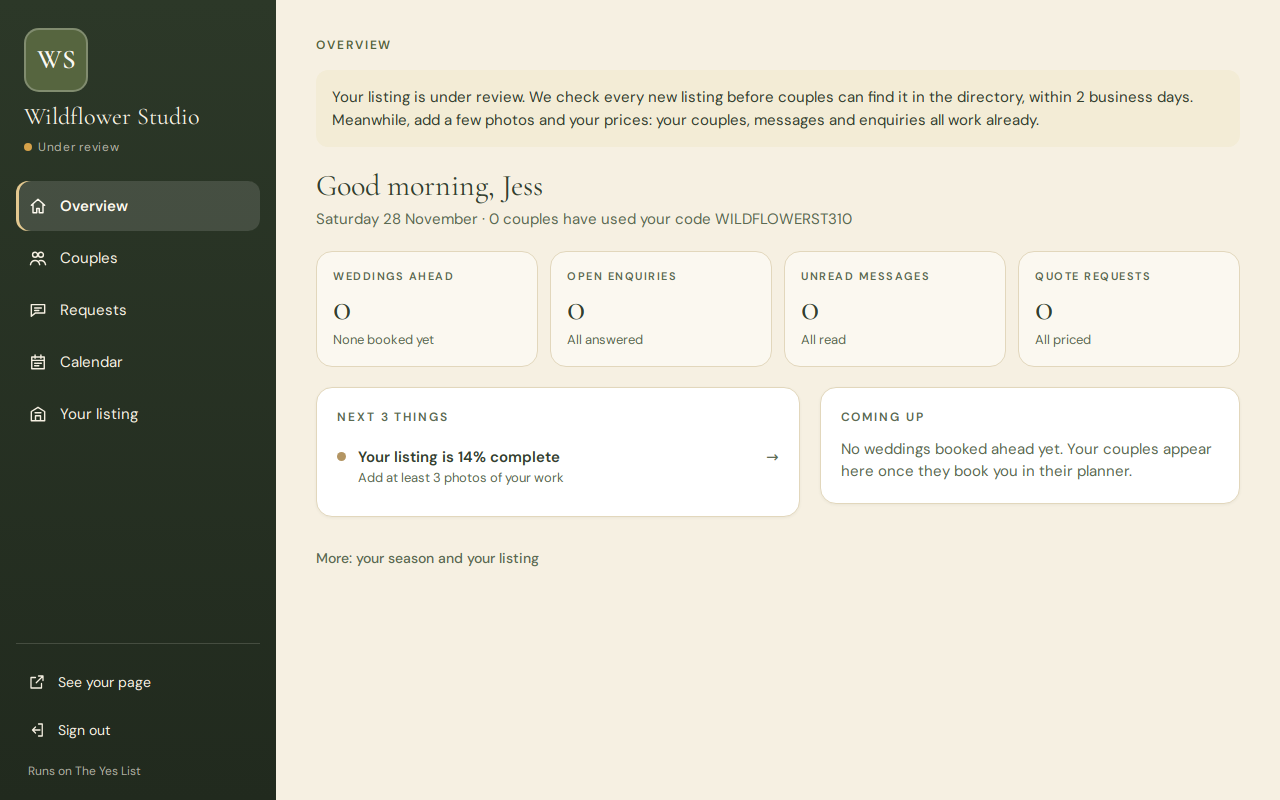 WS
Wildflower Studio
Under review
Overview
Couples
Requests
Calendar
Your listing
See your page
Sign out
Runs on The Yes List
OVERVIEW
Your listing is under review. We check every new listing before couples can find it in the directory, within 2 business days.
Meanwhile, add a few photos and your prices: your couples, messages and enquiries all work already.
Good morning, Jess
Saturday 28 November · 0 couples have used your code WILDFLOWERST310
WEDDINGS AHEAD
0
None booked yet
OPEN ENQUIRIES
0
All answered
UNREAD MESSAGES
0
All read
QUOTE REQUESTS
0
All priced
NEXT 3 THINGS
Your listing is 14% complete
→
Add at least 3 photos of your work
COMING UP
No weddings booked ahead yet. Your couples appear
here once they book you in their planner.
More: your season and your listing